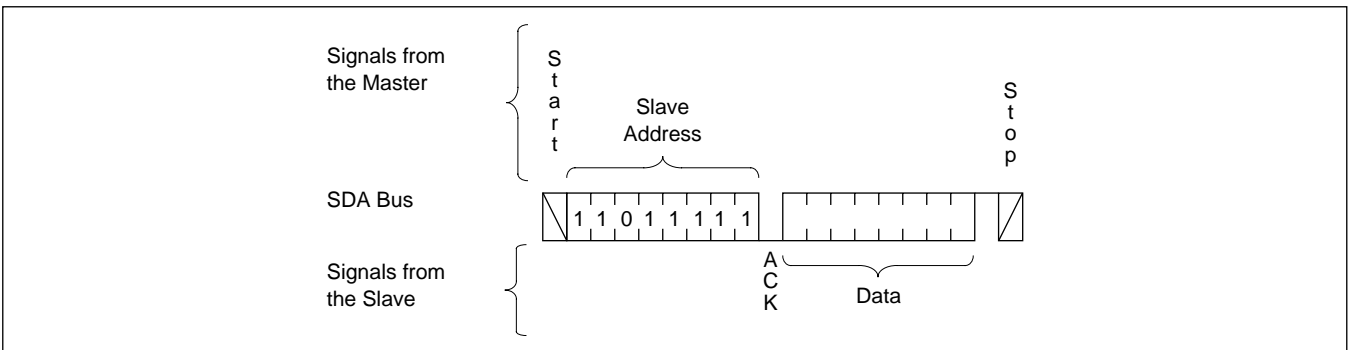 Signals from
the Master
Start
Slave
Address
Stop
SDA Bus
1 1 0 1 1 1 1 1
Signals from
the Slave
ACK
Data